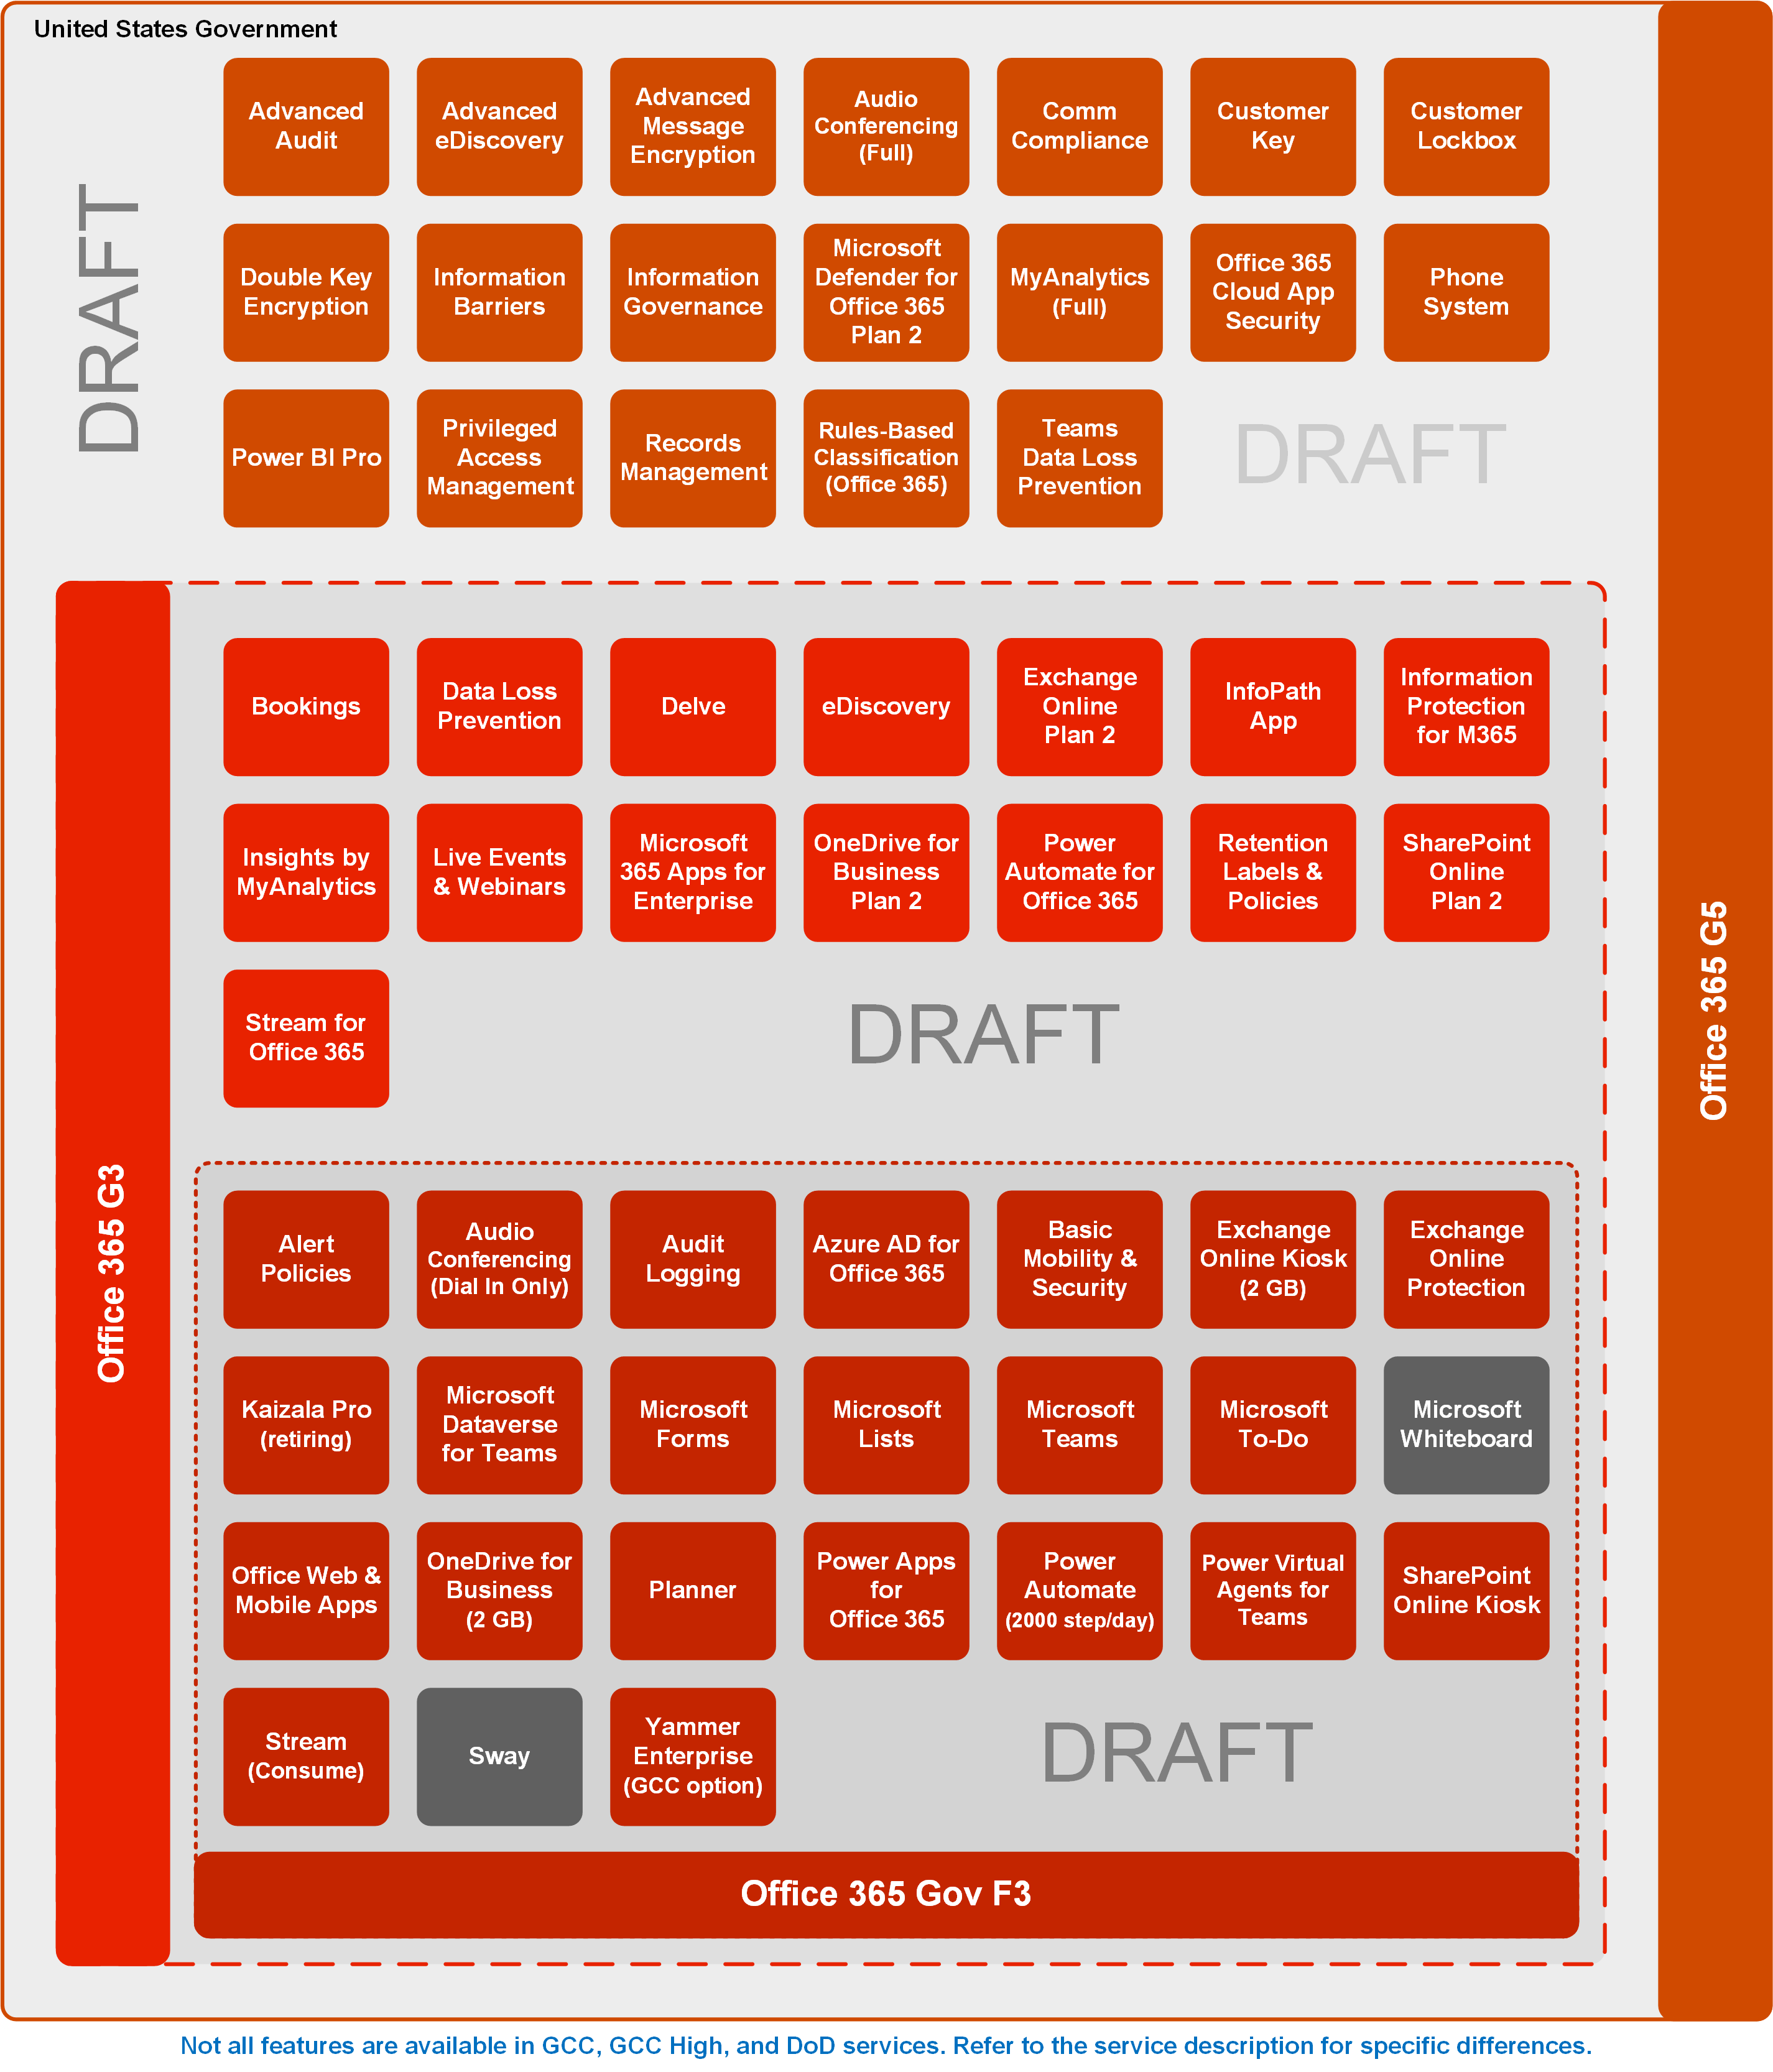 United States Government
Advanced
Audit
Advanced
eDiscovery
Advanced
Message
Encryption
Audio
Conferencing
(Full)
Comm
Compliance
Customer
Key
Customer
Lockbox
DRAFT
Double Key
Encryption
Information
Barriers
Information
Governance
Microsoft
Defender for
Office 365
Plan 2
MyAnalytics
(Full)
Office 365
Cloud App
Security
Phone
System
Power BI Pro
Privileged
Access
Management
Records
Management
Rules-Based
Classification
(Office 365)
Teams
Data Loss
Prevention
DRAFT
Bookings
Data Loss
Prevention
Delve
eDiscovery
Exchange
Online
Plan 2
InfoPath
App
Information
Protection
for M365
Insights by
MyAnalytics
Live Events
& Webinars
Microsoft
365 Apps for
Enterprise
OneDrive for
Business
Plan 2
Power
Automate for
Office 365
Retention
Labels &
Policies
SharePoint
Online
Plan 2
Stream for
Office 365
DRAFT
Office 365 G5
Office 365 G3
Alert
Policies
Audio
Conferencing
(Dial In Only)
Audit
Logging
Azure AD for
Office 365
Basic
Mobility &
Security
Exchange
Online Kiosk
(2 GB)
Exchange
Online
Protection
Kaizala Pro
(retiring)
Microsoft
Dataverse
for Teams
Microsoft
Forms
Microsoft
Lists
Microsoft
Teams
Microsoft
To-Do
Microsoft
Whiteboard
Office Web &
Mobile Apps
OneDrive for
Business
(2 GB)
Planner
Power Apps
for
Office 365
Power
Automate
(2000 step/day)
Power Virtual
Agents for
Teams
SharePoint
Online Kiosk
Stream
(Consume)
Sway
Yammer
Enterprise
(GCC option)
DRAFT
Office 365 Gov F3
Not all features are available in GCC, GCC High, and DoD services. Refer to the service description for specific differences.